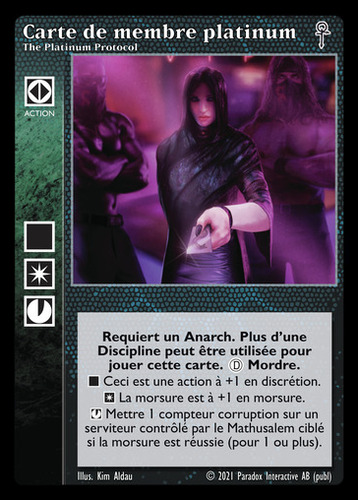 Carte de membre platinum
The Platinum Protocol
ACTION
Requiert un Anarch. Plus d'une
Discipline peut être utilisée pour
jouer cette carte. Ⓓ Mordre.
Ceci est une action à +1 en discrétion.
La morsure est à +1 en morsure.
Mettre 1 compteur corruption sur un
serviteur contrôlé par le Mathusalem ciblé
si la morsure est réussie (pour 1 ou plus).
Illus. Kim Aldau © 2021 Paradox Interactive AB (publ)